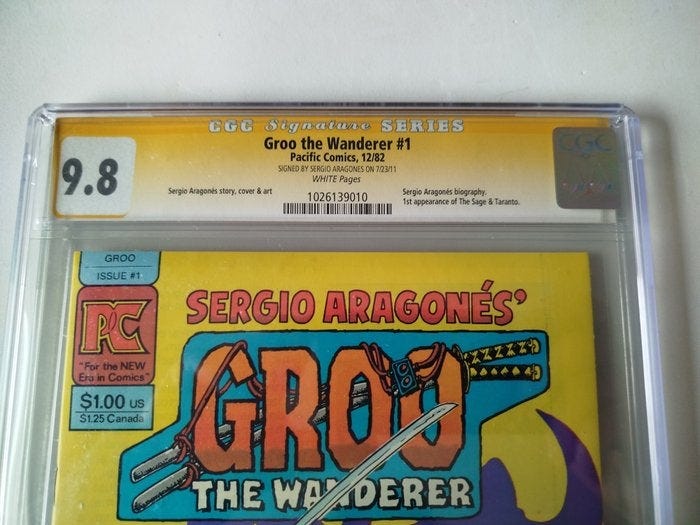 CGC Signature SERIES
9.8
Groo the Wanderer #1
Pacific Comics, 12/82
SIGNED BY SERGIO ARAGONES ON 7/23/11
WHITE Pages
Sergio Aragonés story, cover & art
1026139010
Sergio Aragonés biography.
1st appearance of The Sage & Taranto.
CGC
GROO
ISSUE #1
PC
"For the NEW
Era in Comics"
$1.00 US
$1.25 Canada
SERGIO ARAGONÉS'
GROO
THE WANDERER